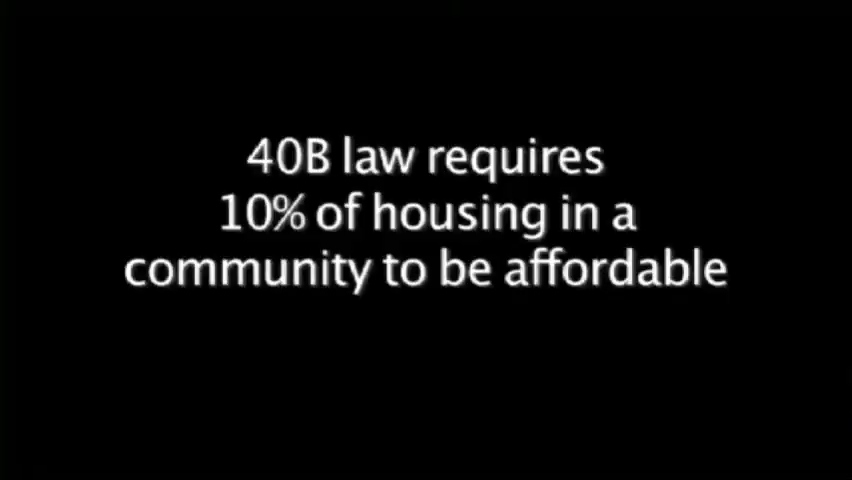 40B law requires
10% of housing in a
community to be affordable